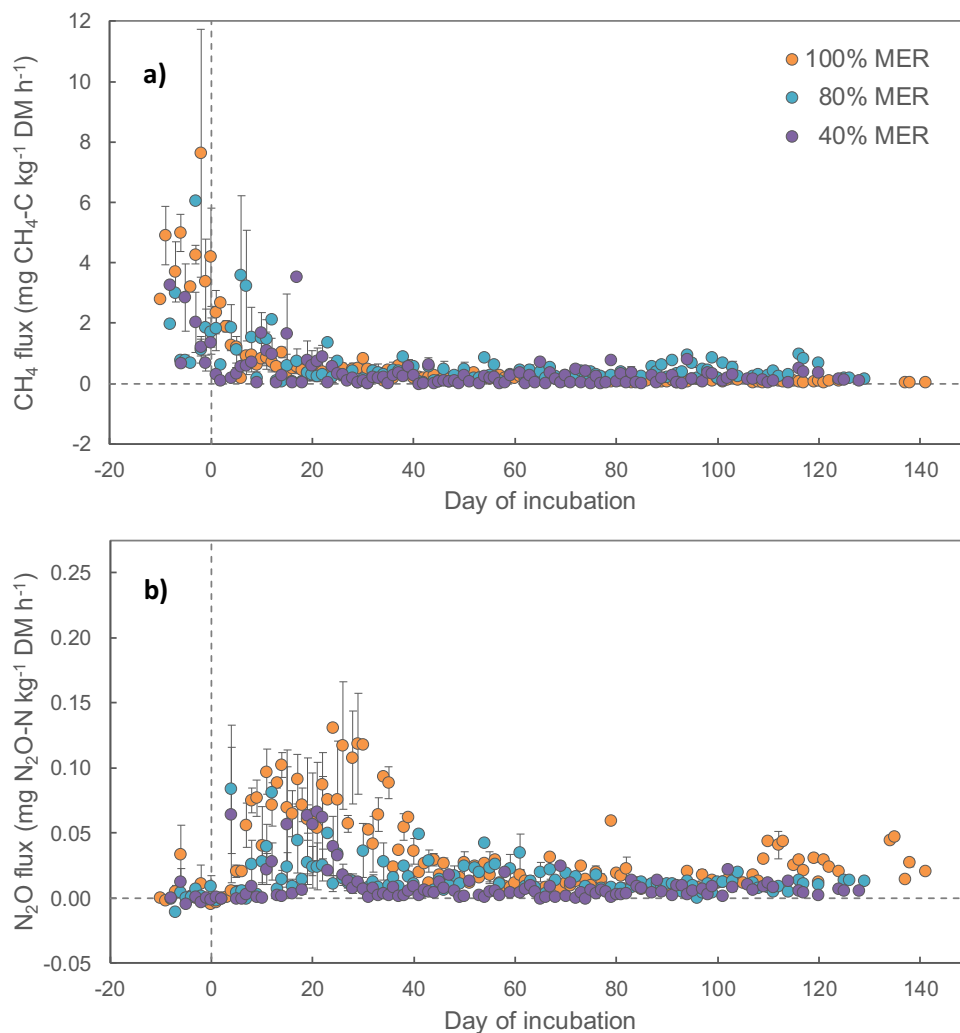 12
10
8
6
4
2
0
-2
CH₄ flux (mg CH₄-C kg⁻¹ DM h⁻¹)
a)
100% MER
80% MER
40% MER
-20 0 20 40 60 80 100 120 140
Day of incubation
0.25
0.20
0.15
0.10
0.05
0.00
-0.05
N₂O flux (mg N₂O-N kg⁻¹ DM h⁻¹)
b)
-20 0 20 40 60 80 100 120 140
Day of incubation